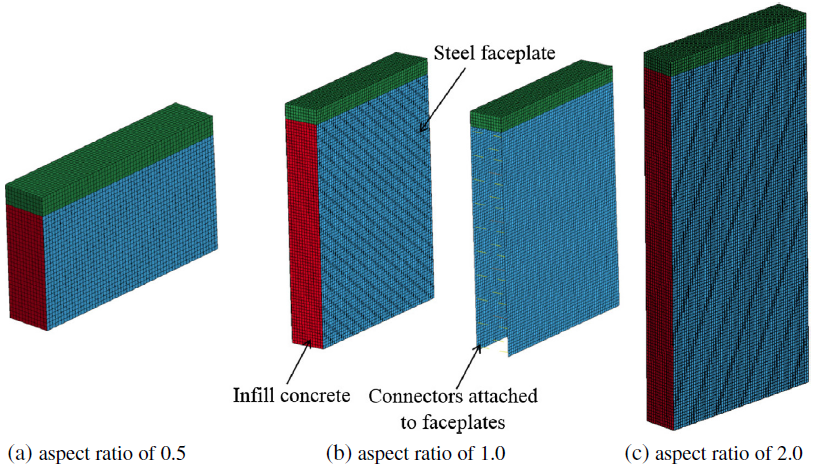 Steel faceplate
Infill concrete
Connectors attached
to faceplates
(a) aspect ratio of 0.5
(b) aspect ratio of 1.0
(c) aspect ratio of 2.0